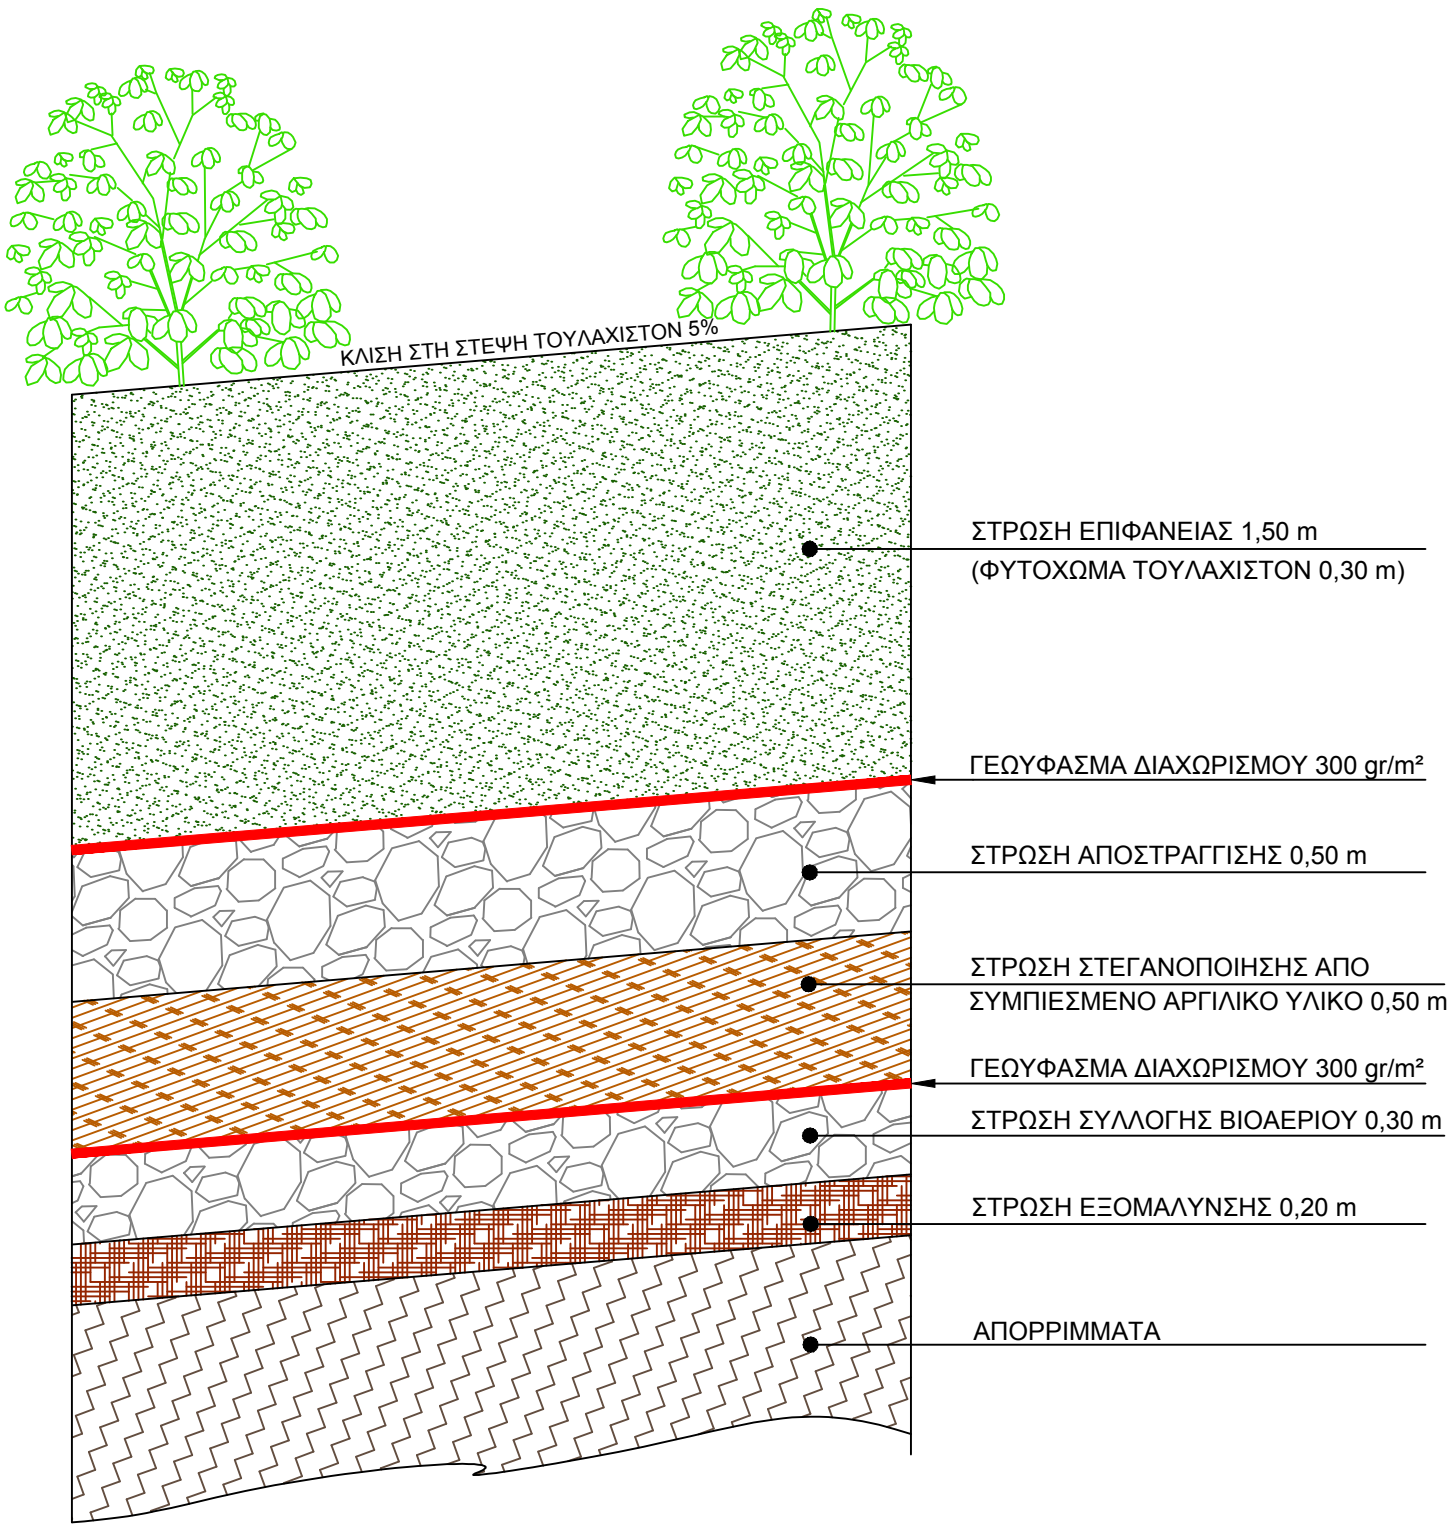 ΚΛΙΣΗ ΣΤΗ ΣΤΕΨΗ ΤΟΥΛΑΧΙΣΤΟΝ 5%
ΣΤΡΩΣΗ ΕΠΙΦΑΝΕΙΑΣ 1,50 m
(ΦΥΤΟΧΩΜΑ ΤΟΥΛΑΧΙΣΤΟΝ 0,30 m)
ΓΕΩΥΦΑΣΜΑ ΔΙΑΧΩΡΙΣΜΟΥ 300 gr/m²
ΣΤΡΩΣΗ ΑΠΟΣΤΡΑΓΓΙΣΗΣ 0,50 m
ΣΤΡΩΣΗ ΣΤΕΓΑΝΟΠΟΙΗΣΗΣ ΑΠΟ
ΣΥΜΠΙΕΣΜΕΝΟ ΑΡΓΙΛΙΚΟ ΥΛΙΚΟ 0,50 m
ΓΕΩΥΦΑΣΜΑ ΔΙΑΧΩΡΙΣΜΟΥ 300 gr/m²
ΣΤΡΩΣΗ ΣΥΛΛΟΓΗΣ ΒΙΟΑΕΡΙΟΥ 0,30 m
ΣΤΡΩΣΗ ΕΞΟΜΑΛΥΝΣΗΣ 0,20 m
ΑΠΟΡΡΙΜΜΑΤΑ